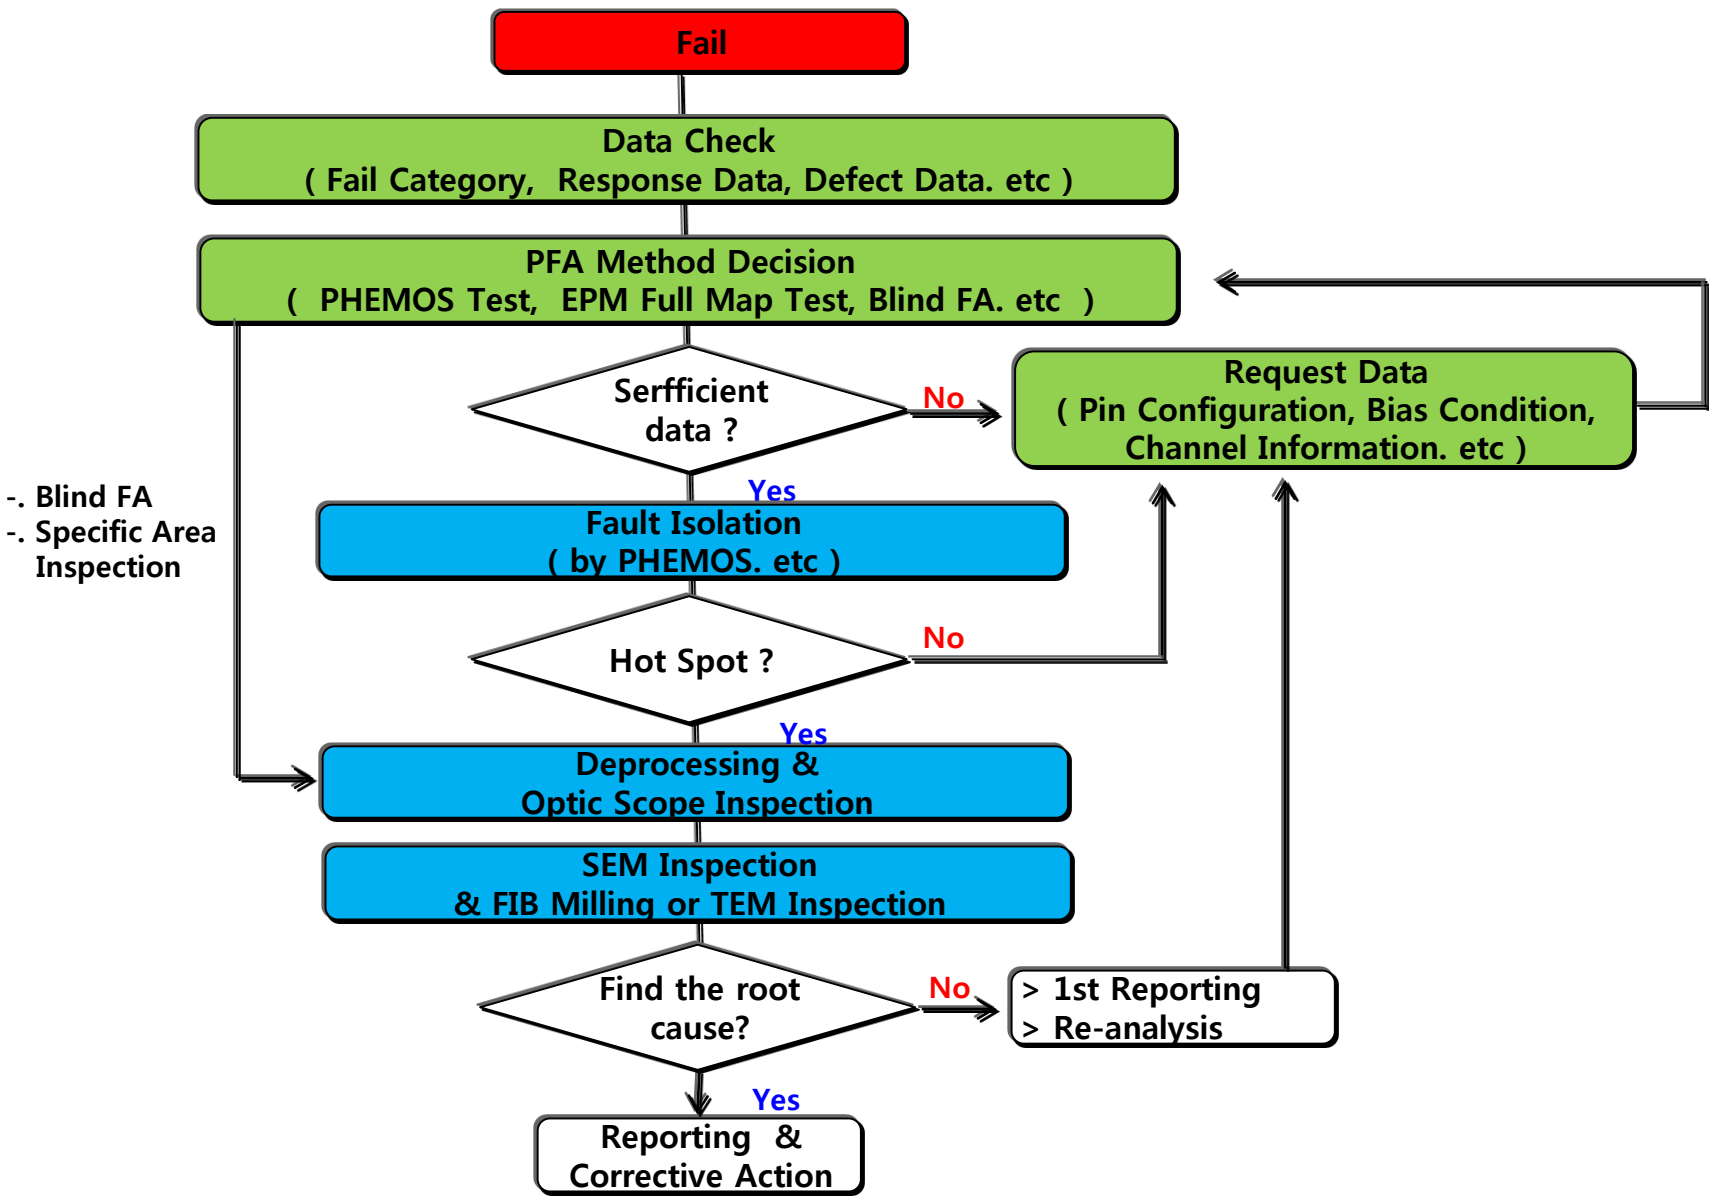 Fail
Data Check
( Fail Category, Response Data, Defect Data. etc )
PFA Method Decision
( PHEMOS Test, EPM Full Map Test, Blind FA. etc )
Serfficient
data ?
No
Request Data
( Pin Configuration, Bias Condition,
Channel Information. etc )
-. Blind FA
-. Specific Area
Inspection
Yes
Fault Isolation
( by PHEMOS. etc )
Hot Spot ?
No
Yes
Deprocessing &
Optic Scope Inspection
SEM Inspection
& FIB Milling or TEM Inspection
Find the root
cause?
No
> 1st Reporting
> Re-analysis
Yes
Reporting &
Corrective Action